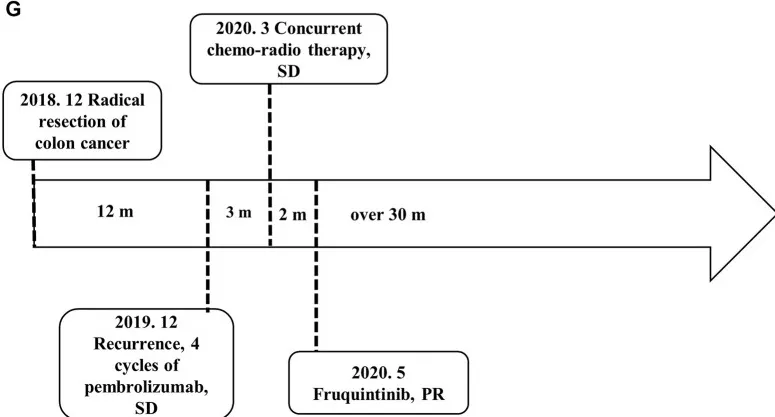 G
2020. 3 Concurrent
chemo-radio therapy,
SD
2018. 12 Radical
resection of
colon cancer
12 m
3 m
2 m
over 30 m
2019. 12
Recurrence, 4
cycles of
pembrolizumab,
SD
2020. 5
Fruquintinib, PR